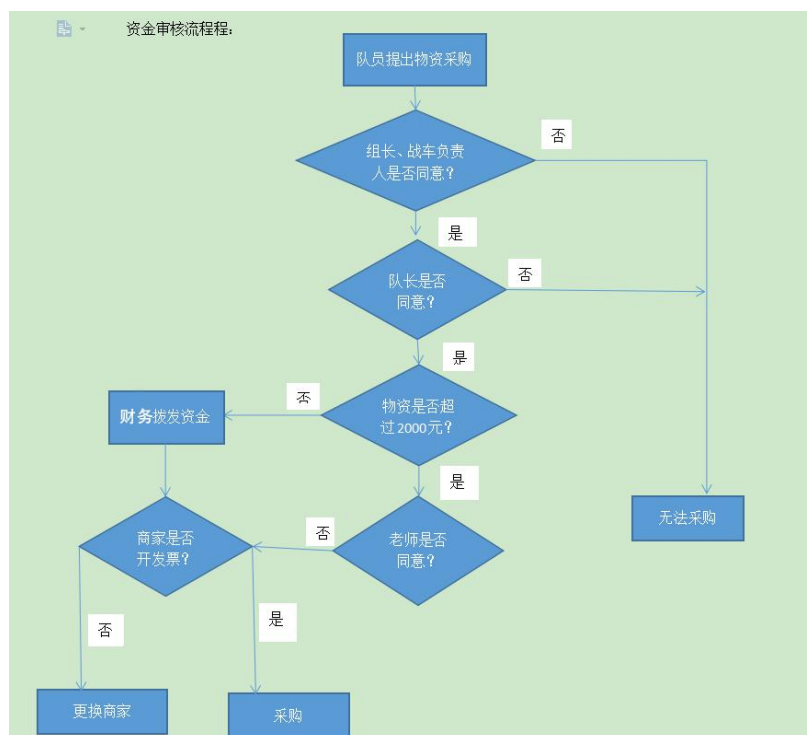 资金审核流程程：
队员提出物资采购
组长、战车负责
人是否同意？
否
是
队长是否
同意？
否
是
物资是否超
过2000元？
否
财务拨发资金
是
商家是否
开发票？
否
老师是否
同意？
无法采购
否
是
更换商家
采购